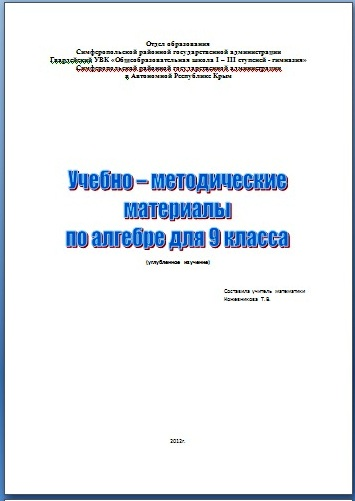 Отдел образования
Симферопольской районной государственной администрации
Гвардейский УВК «Общеобразовательная школа I – III ступеней - гимназия»
Симферопольской районной государственной администрации
в Автономной Республике Крым
Учебно – методические
материалы
по алгебре для 9 класса
(углубленное изучение)
Составила учитель математики
Кожевникова Т.В.
2012г.